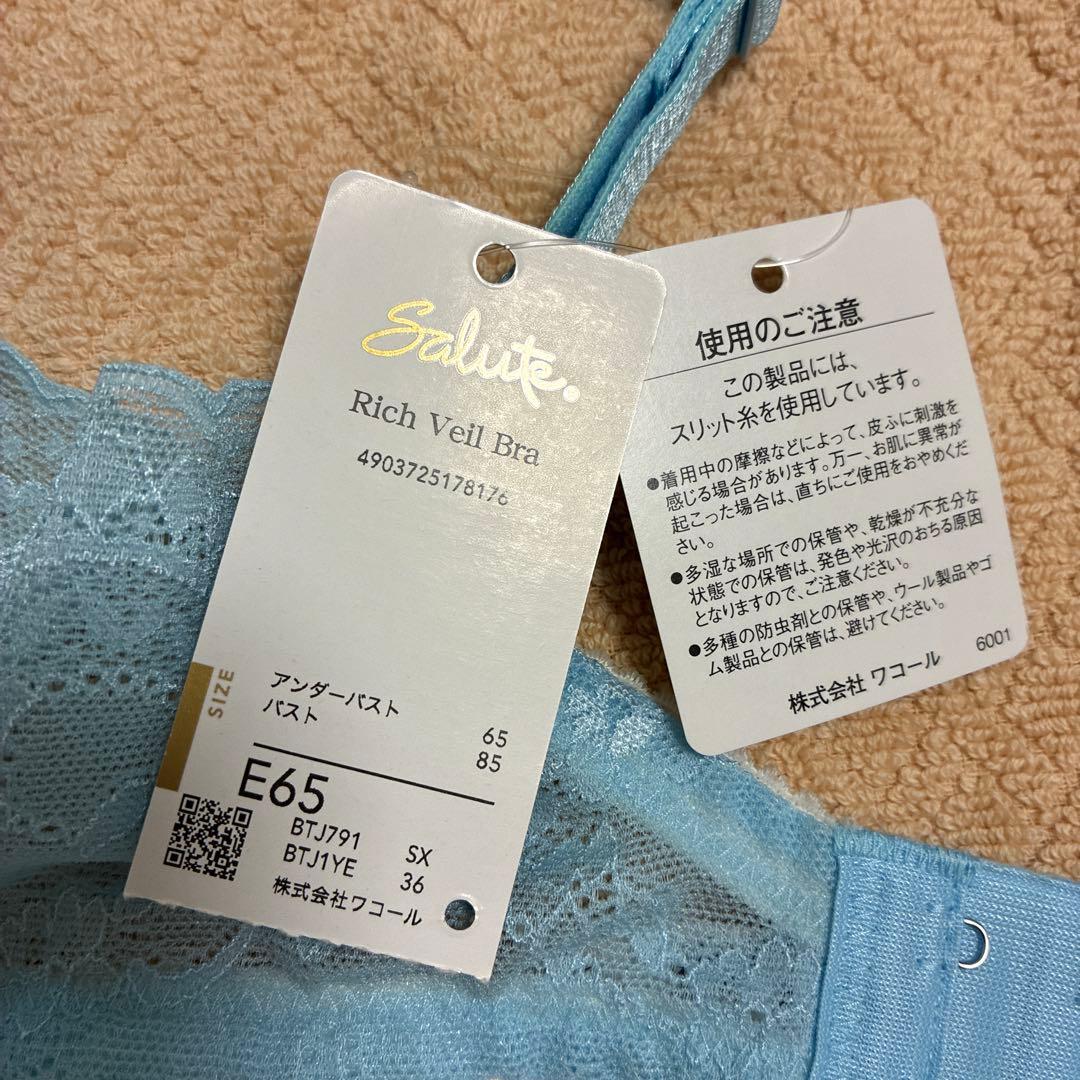 Salute.
Rich Veil Bra
4903725178176
SIZE
アンダーバスト 65
バスト 85
E65
BTJ791 SX
BTJ1YE 36
株式会社ワコール
使用のご注意
この製品には、
スリット糸を使用しています。
●着用中の摩擦などによって、皮ふに刺激を
感じる場合があります。万一、お肌に異常が
起こった場合は、直ちにご使用をおやめくだ
さい。
●多湿な場所での保管や、乾燥が不充分な
状態での保管は、発色や光沢のおちる原因
となりますので、ご注意ください。
●多種の防虫剤との保管や、ウール製品やゴ
ム製品との保管は、避けてください。
株式会社 ワコール 6001